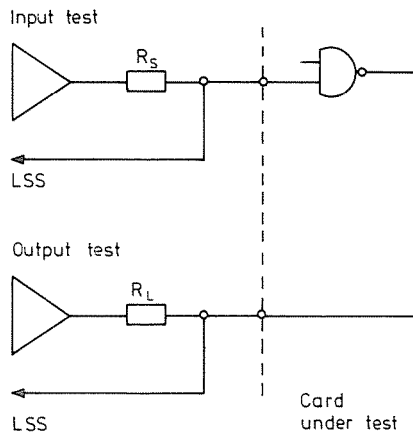 Input test
R_S
LSS
Output test
R_L
LSS
Card
under test